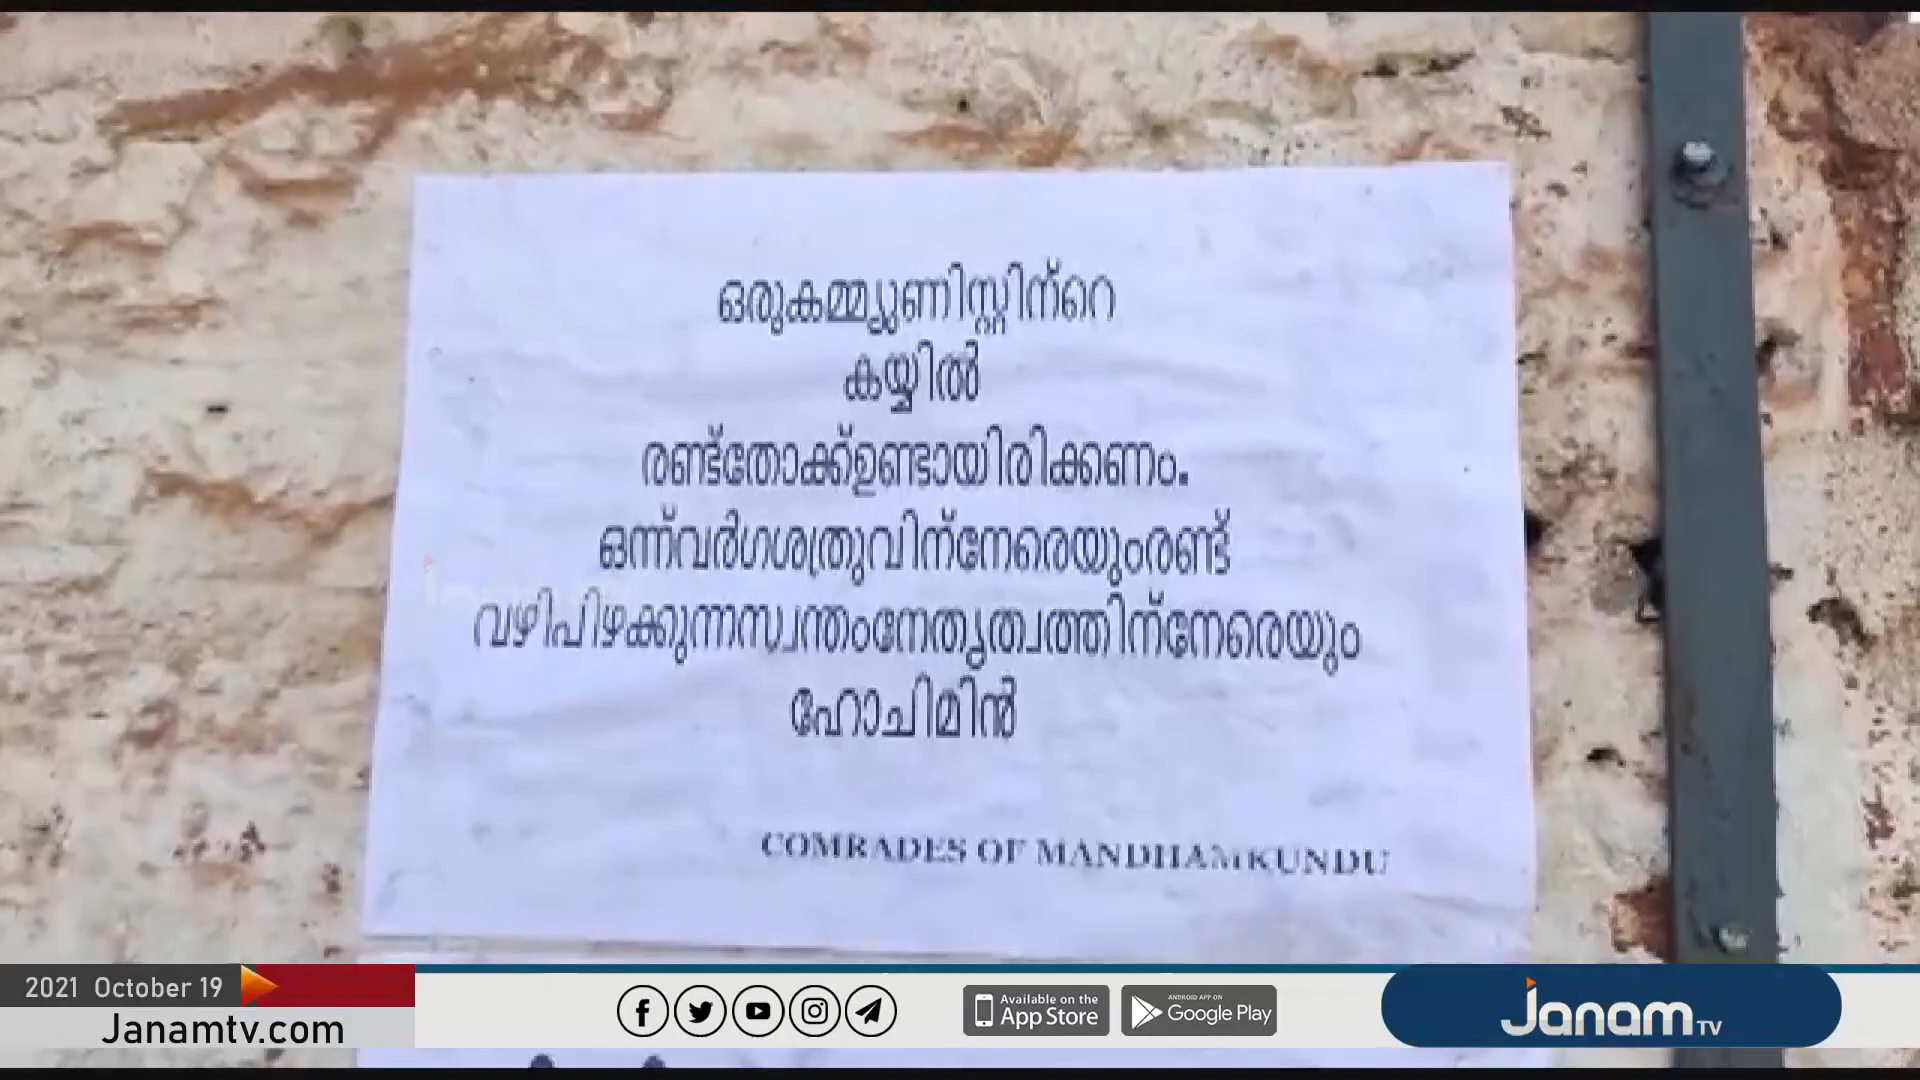 ഒരുകമ്മ്യുണിസ്റ്റിന്റെ
കയ്യിൽ
രണ്ട്തോക്ക്ഉണ്ടായിരിക്കണം.
ഒന്ന്വർഗശത്രുവിന്നേരെയുംരണ്ട്
വഴിപിഴക്കുന്നസ്വന്തംനേതൃത്വത്തിന്നേരെയും
ഹോചിമിൻ
COMRADES OF MANDHAMKUNDU
2021 October 19
Janamtv.com
Available on the
App Store
ANDROID APP ON
Google Play
Janam TV